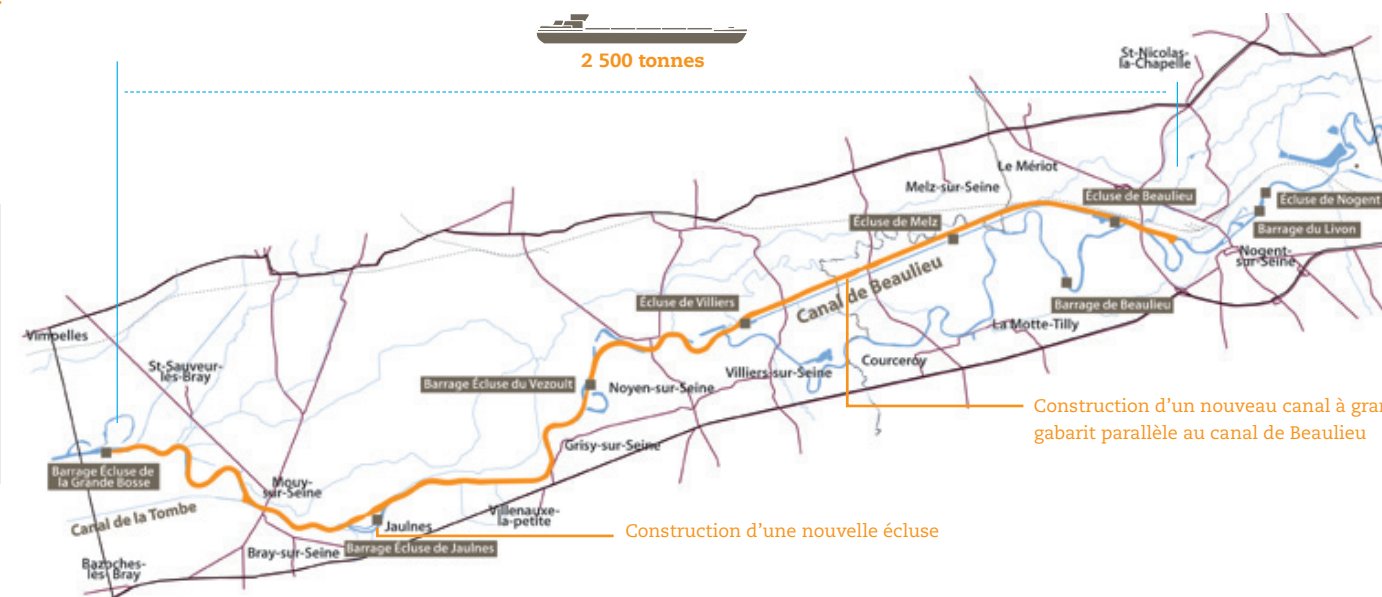 2 500 tonnes
St-Nicolas-
la-Chapelle
Le Mériot
Melz-sur-Seine
Écluse de Beaulieu
Écluse de Nogent
Écluse de Melz
Barrage du Livon
Nogent-
sur-Seine
Canal de Beaulieu
Barrage de Beaulieu
Écluse de Villiers
La Motte-Tilly
Vimpelles
Courceroy
St-Sauveur-
lès-Bray
Villiers-sur-Seine
Barrage Écluse du Vezoult
Noyen-sur-Seine
Construction d’un nouveau canal à gran
gabarit parallèle au canal de Beaulieu
Grisy-sur-Seine
Barrage Écluse de
la Grande Bosse
Mouy-
sur-Seine
Canal de la Tombe
Villenauxe-
la-petite
Jaulnes
Construction d’une nouvelle écluse
Bray-sur-Seine
Barrage Écluse de Jaulnes
Bazoches-
lès-Bray